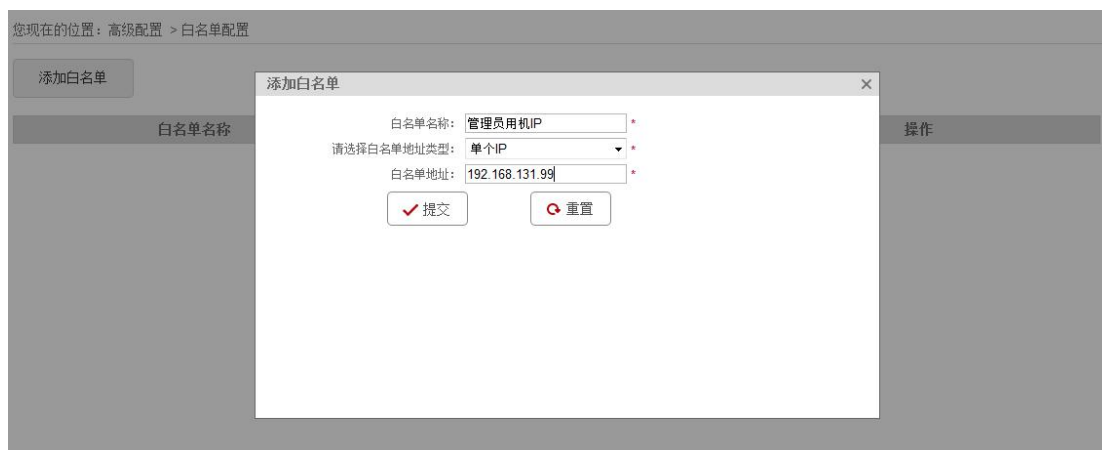 您现在的位置：高级配置 >白名单配置
添加白名单
添加白名单
白名单名称
操作
白名单名称： 管理员用机IP *
请选择白名单地址类型： 单个IP *
白名单地址： 192.168.131.99 *
提交 重置